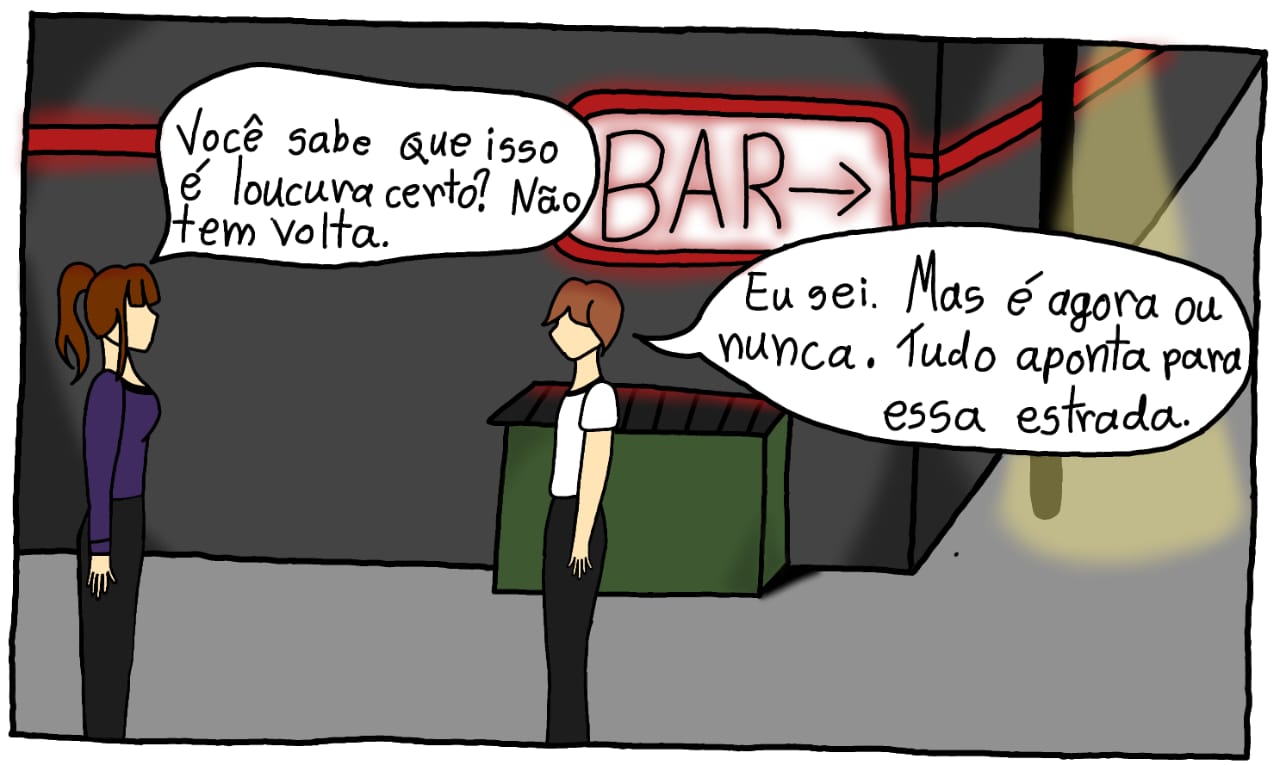 Você sabe que isso
é loucura certo? Não
tem volta.
BAR→
Eu sei. Mas é agora ou
nunca. Tudo aponta para
essa estrada.